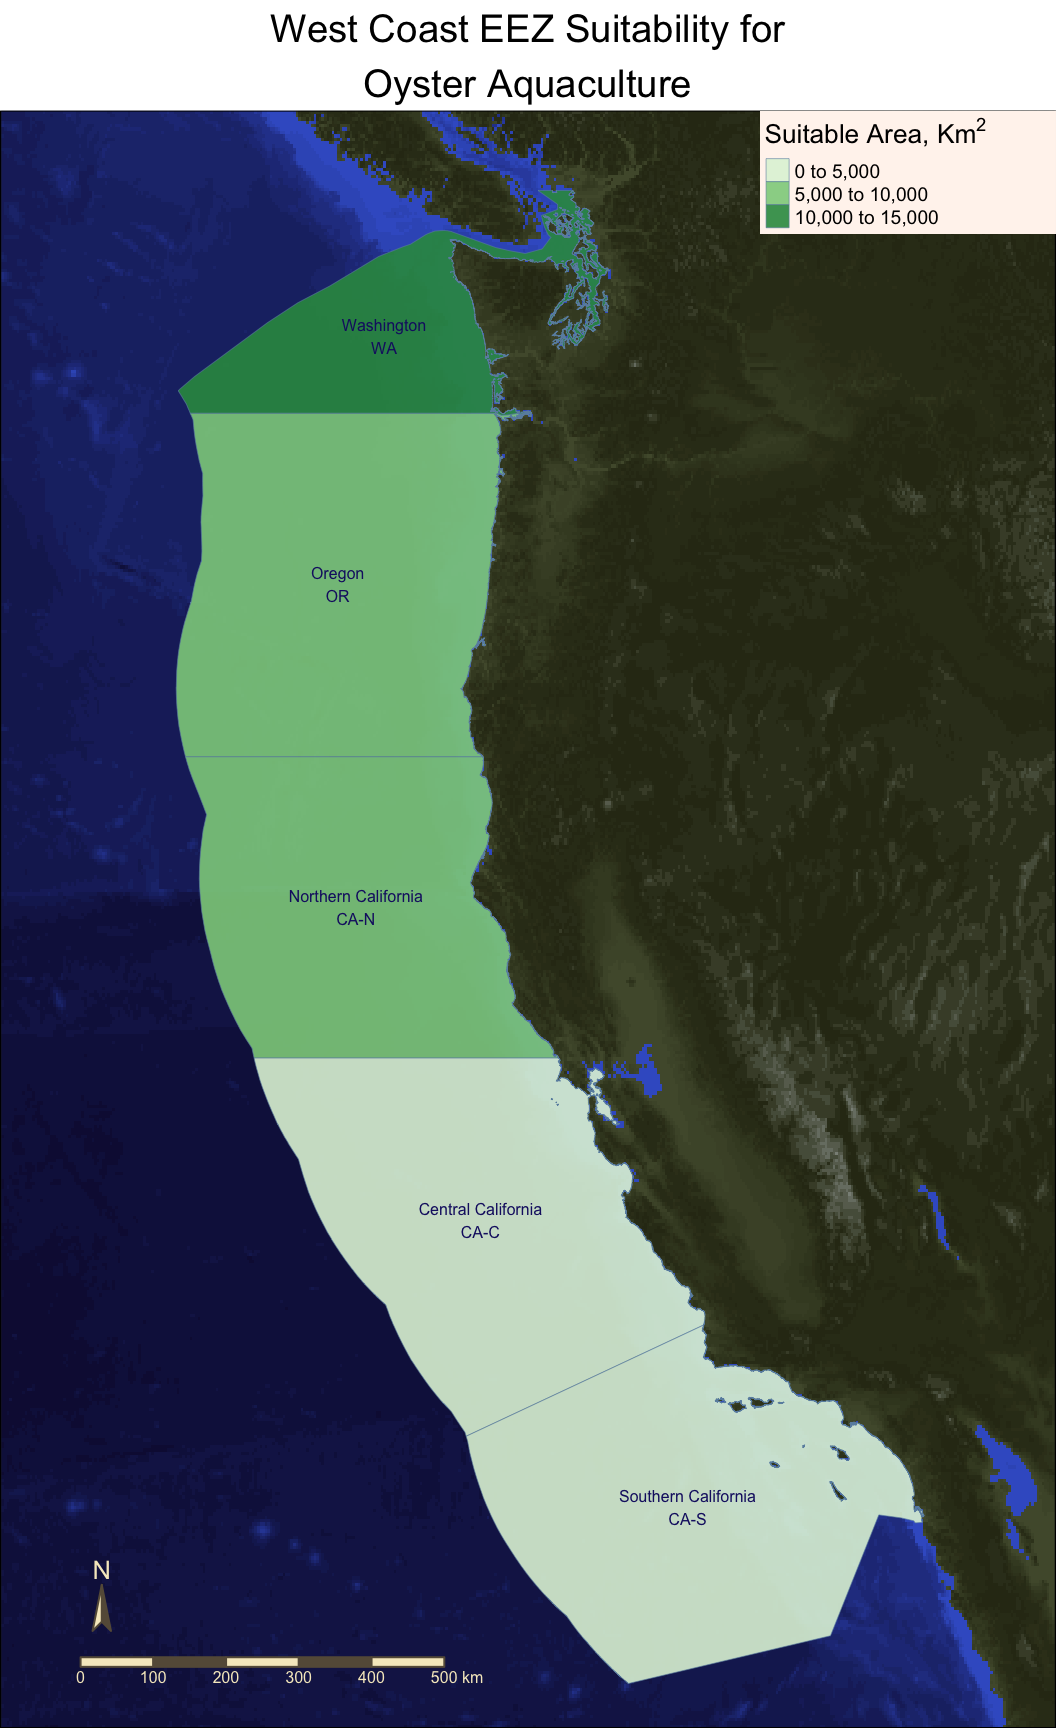 West Coast EEZ Suitability for
Oyster Aquaculture
Suitable Area, Km²
0 to 5,000
5,000 to 10,000
10,000 to 15,000
Washington
WA
Oregon
OR
Northern California
CA-N
Central California
CA-C
Southern California
CA-S
N
0 100 200 300 400 500 km